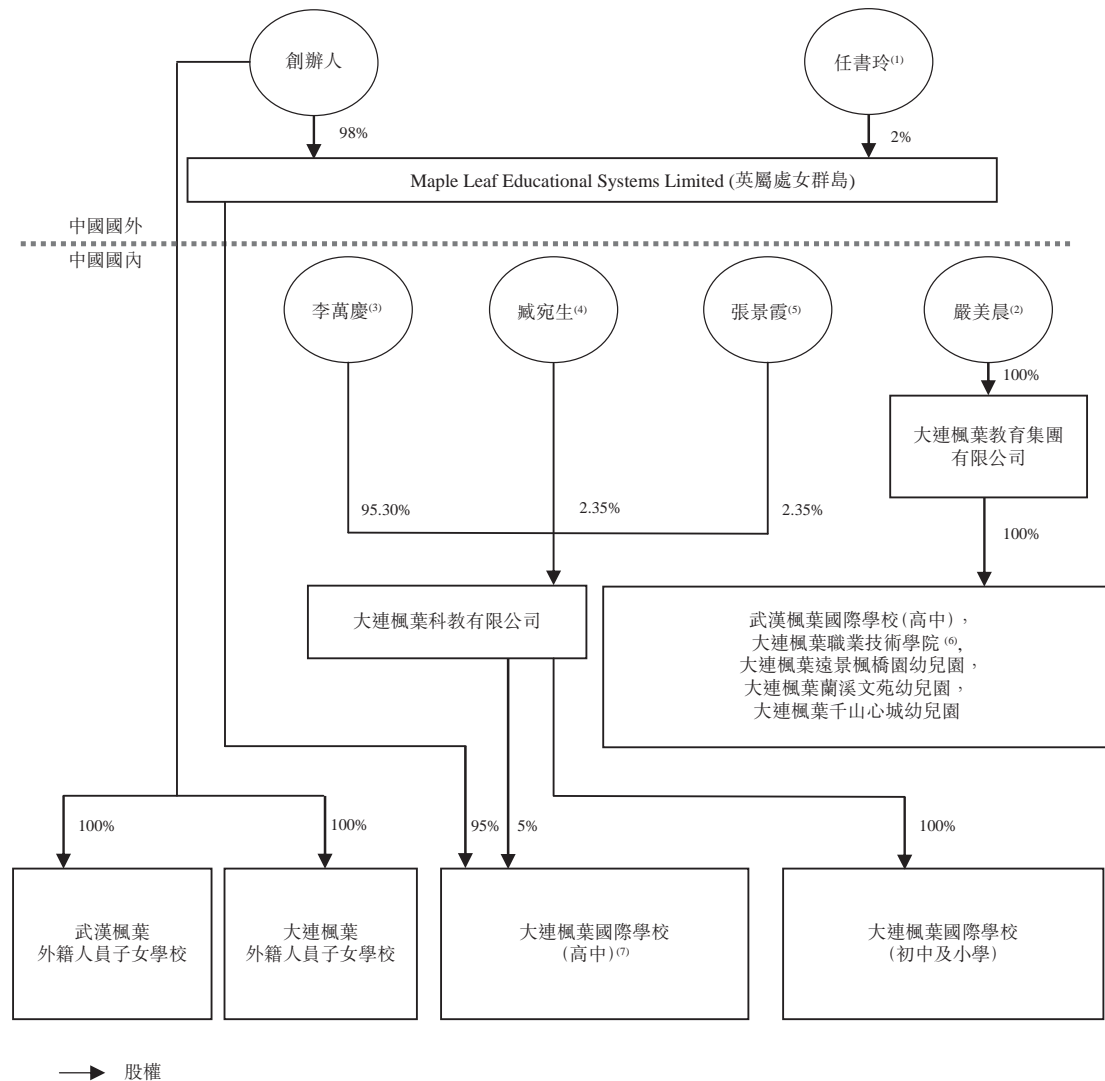 創辦人
任書玲(1)
98%
2%
Maple Leaf Educational Systems Limited (英屬處女群島)
中國國外
中國國內
李萬慶(3)
臧宛生(4)
張景霞(5)
嚴美晨(2)
100%
大連楓葉教育集團
有限公司
95.30%
2.35%
2.35%
100%
大連楓葉科教有限公司
武漢楓葉國際學校(高中),
大連楓葉職業技術學院(6),
大連楓葉遠景楓橋園幼兒園,
大連楓葉蘭溪文苑幼兒園,
大連楓葉千山心城幼兒園
100%
100%
95%
5%
100%
武漢楓葉
外籍人員子女學校
大連楓葉
外籍人員子女學校
大連楓葉國際學校
(高中)(7)
大連楓葉國際學校
(初中及小學)
股權